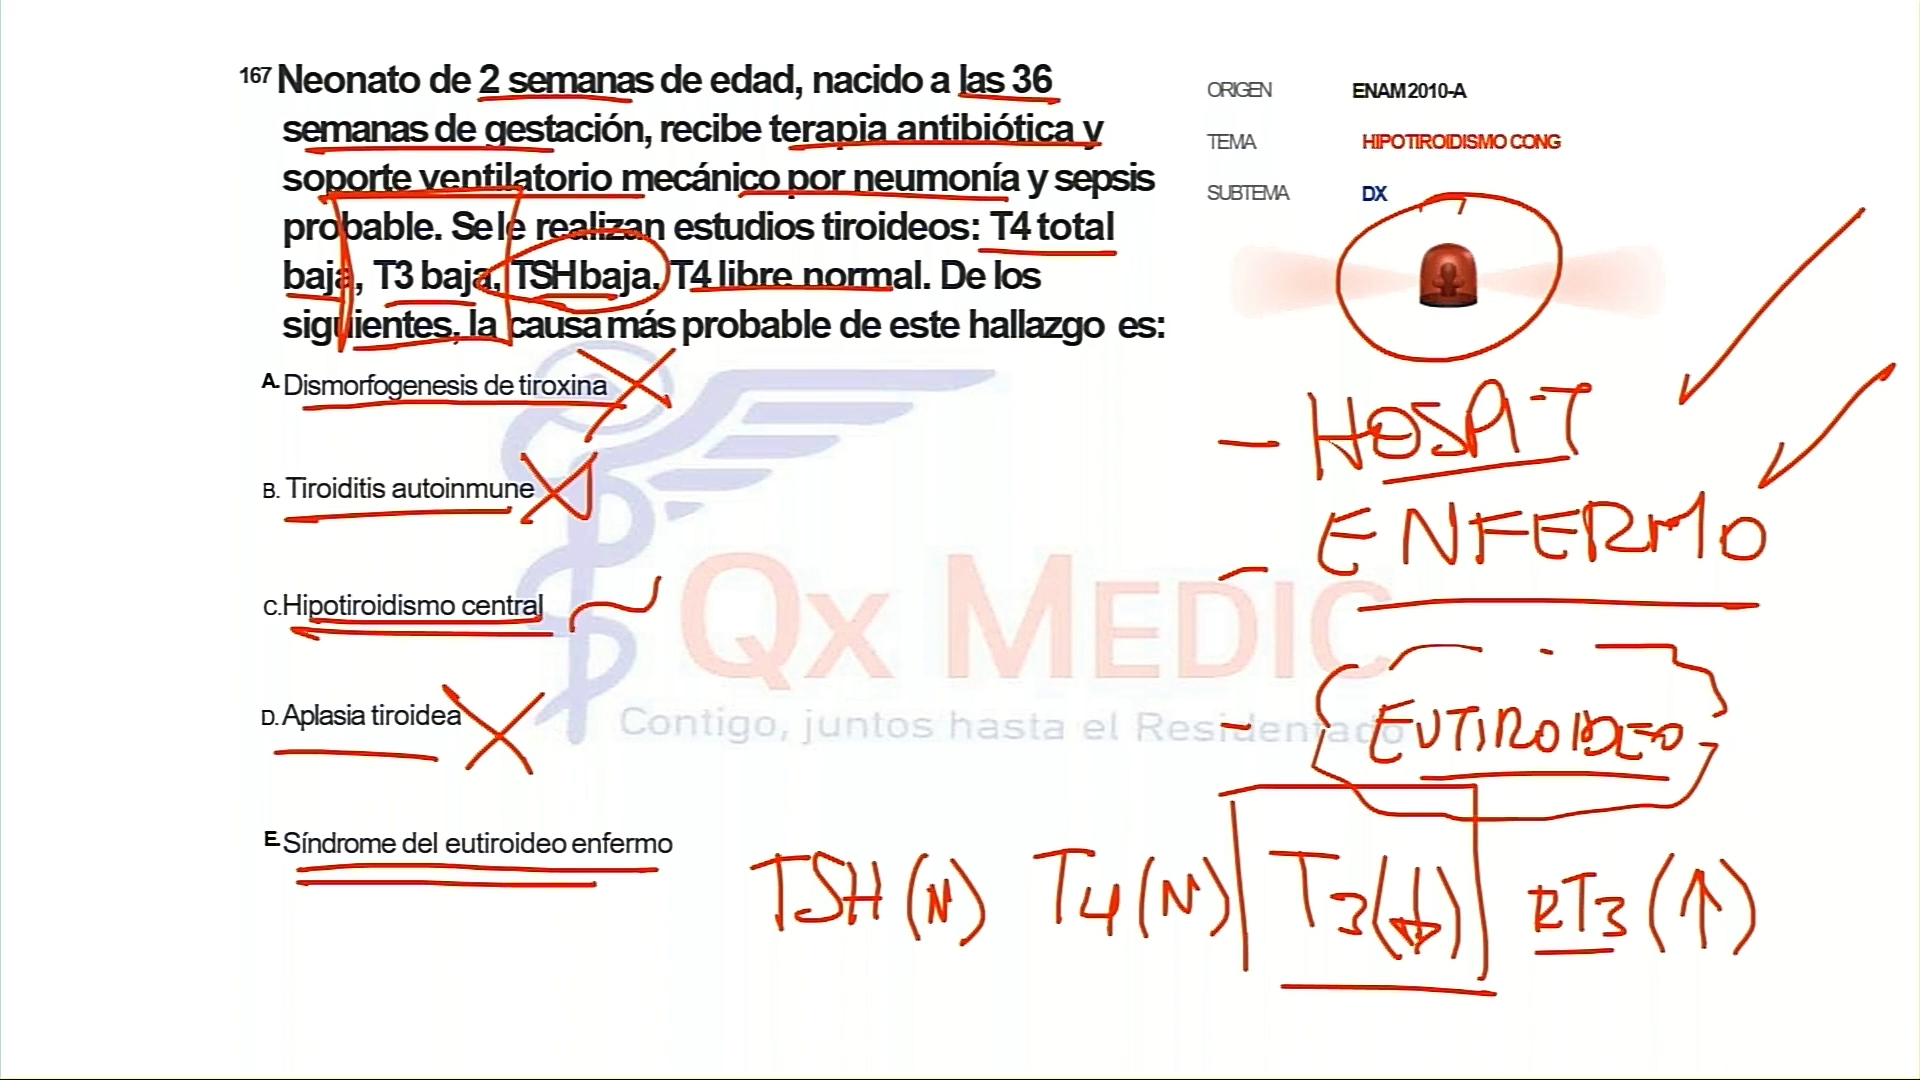 167 Neonato de 2 semanas de edad, nacido a las 36
semanas de gestación, recibe terapia antibiótica y
soporte ventilatorio mecánico por neumonía y sepsis
probable. Se le realizan estudios tiroideos: T4 total
baja, T3 baja, TSH baja, T4 libre normal. De los
siguientes, la causa más probable de este hallazgo es:
A. Dismorfogenesis de tiroxina
B. Tiroiditis autoinmune
C. Hipotiroidismo central
D. Aplasia tiroidea
E. Síndrome del eutiroideo enfermo
ORIGEN ENAM 2010-A
TEMA HIPOTIROIDISMO CONG
SUBTEMA DX
- HOSPIT
- ENFERMO
- EUTIROIDEO
TSH (N) T4 (N) T3 (↓) RT3 (↑)
QX MEDIC
Contigo, juntos hasta el Residentado